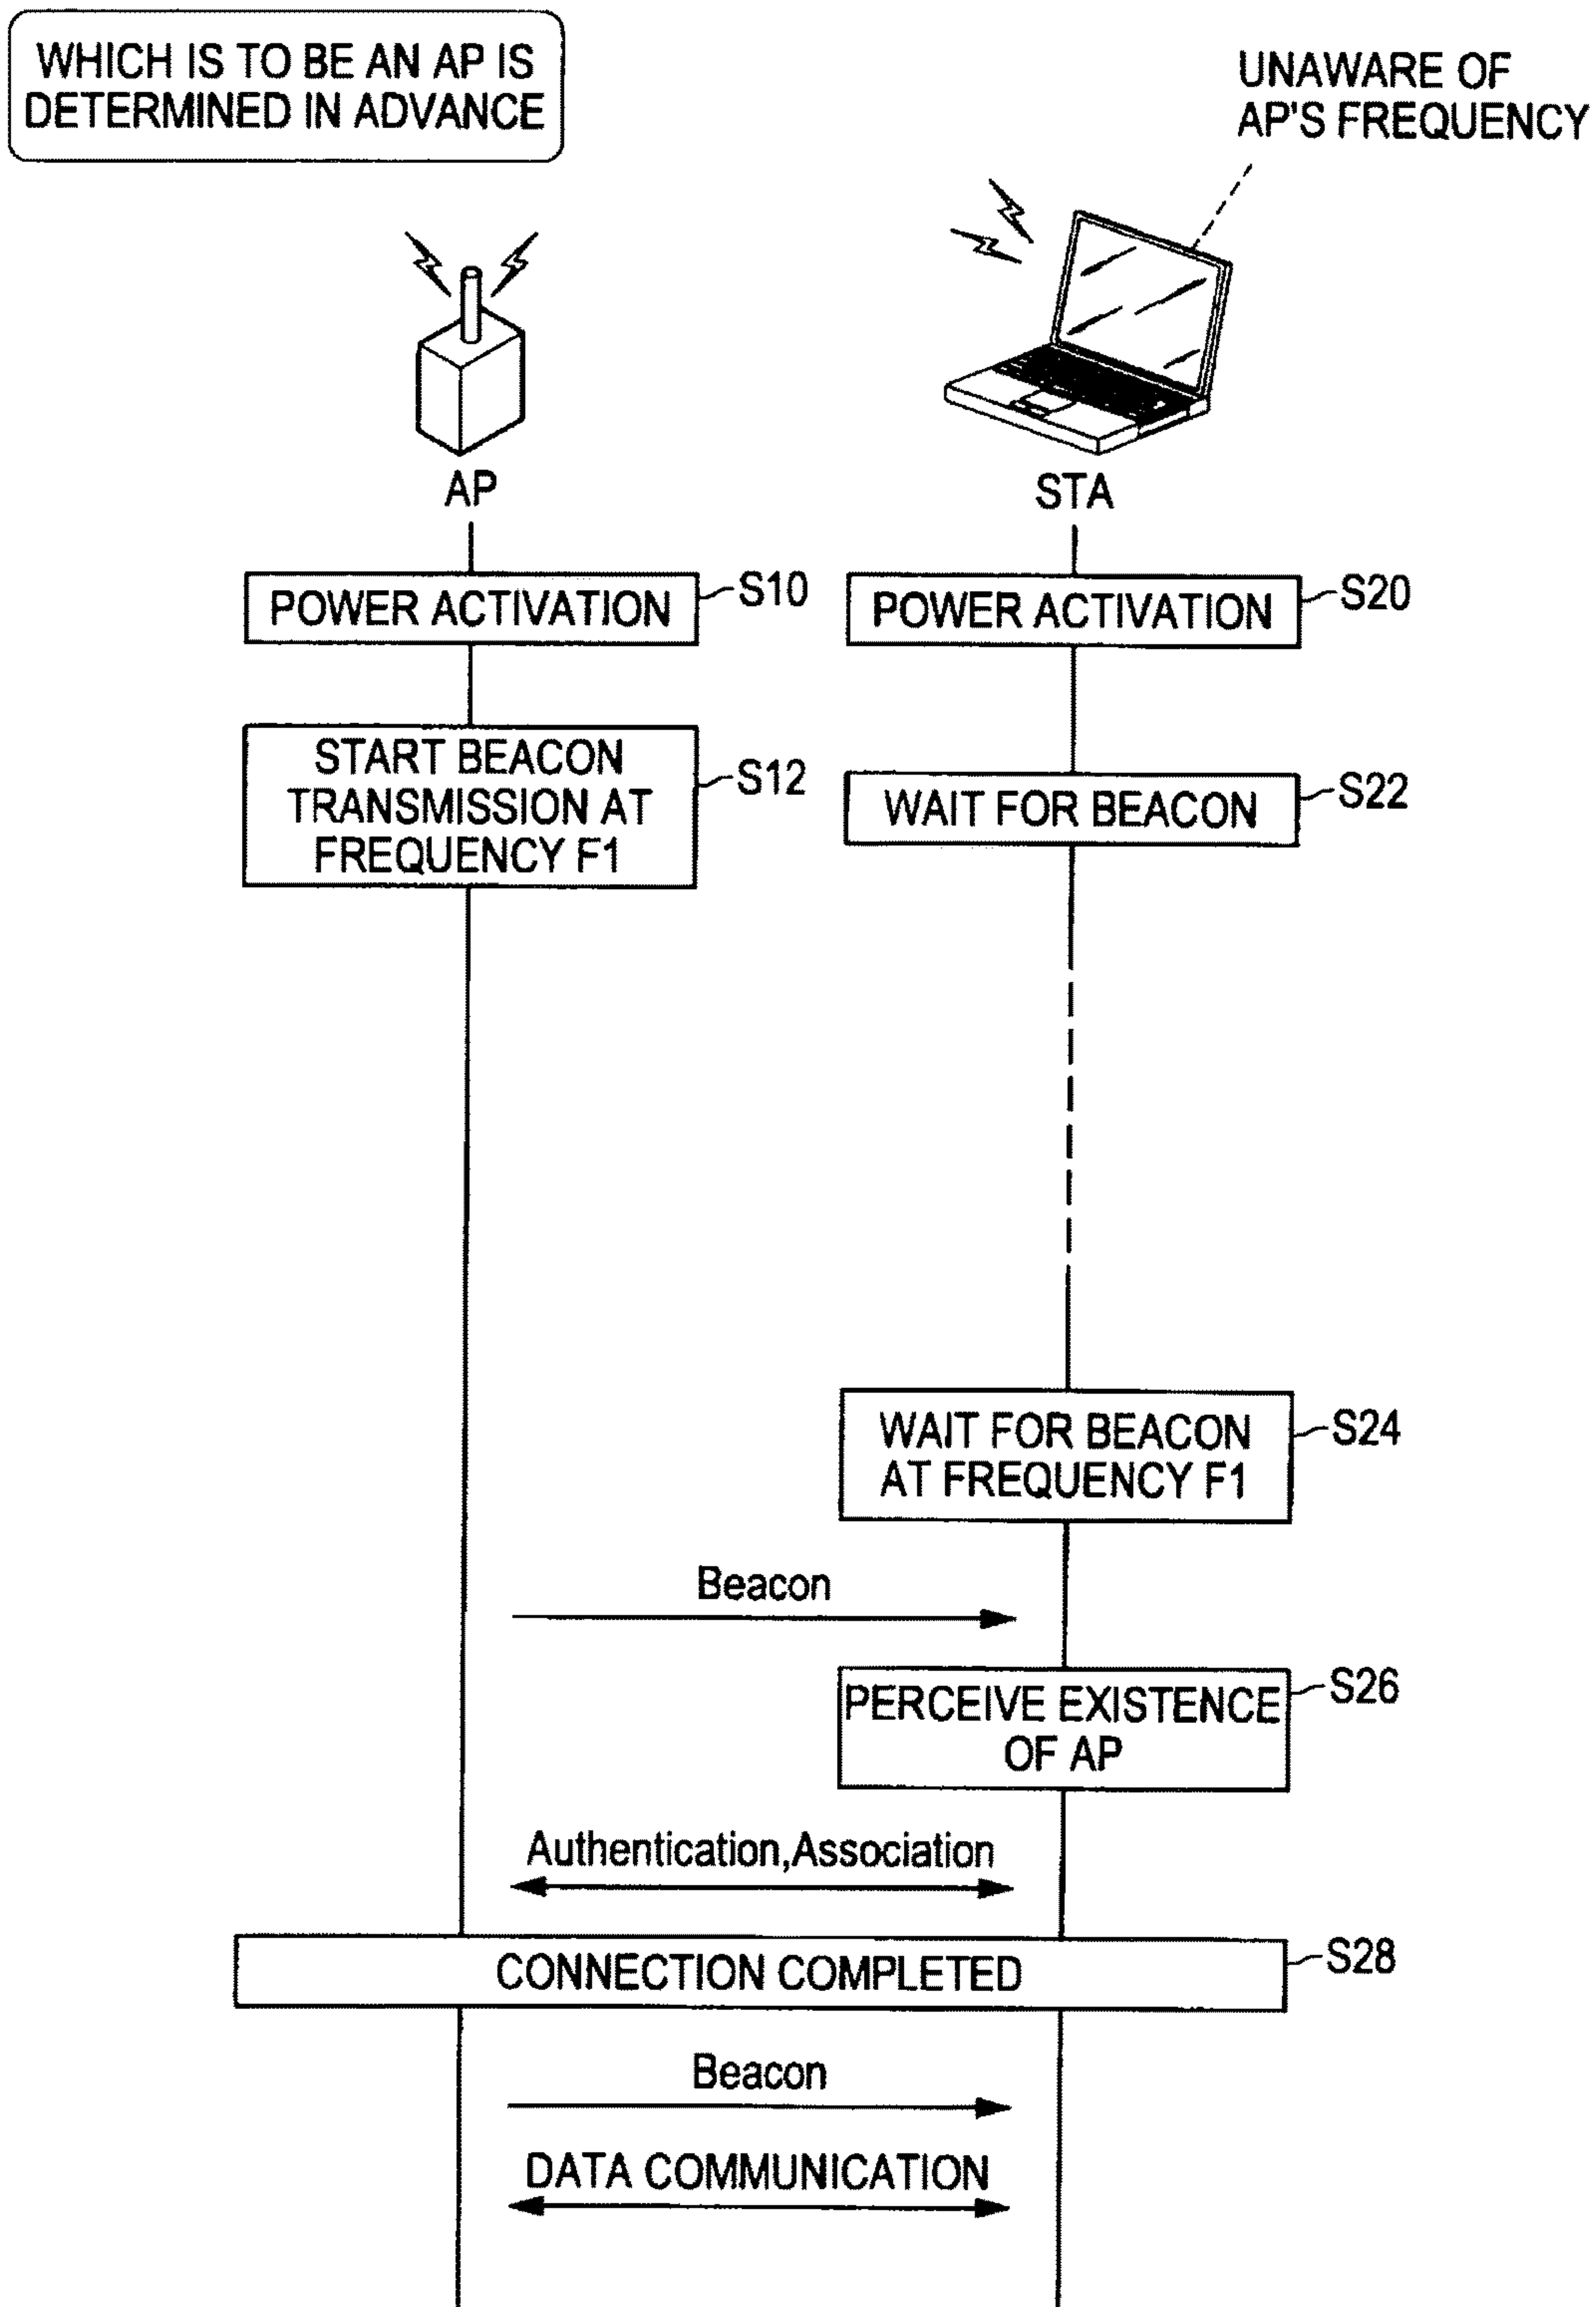 WHICH IS TO BE AN AP IS
DETERMINED IN ADVANCE
UNAWARE OF
AP'S FREQUENCY
AP
STA
POWER ACTIVATION
S10
POWER ACTIVATION
S20
START BEACON
TRANSMISSION AT
FREQUENCY F1
S12
WAIT FOR BEACON
S22
WAIT FOR BEACON
AT FREQUENCY F1
S24
Beacon
PERCEIVE EXISTENCE
OF AP
S26
Authentication,Association
CONNECTION COMPLETED
S28
Beacon
DATA COMMUNICATION